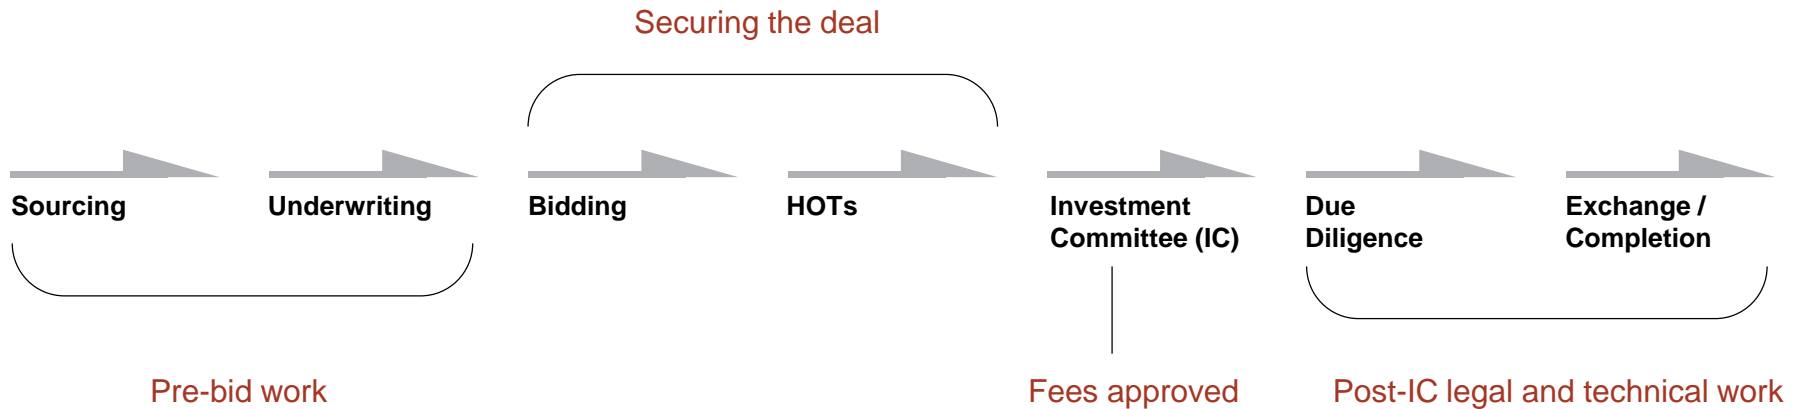 Securing the deal
Sourcing
Underwriting
Bidding
HOTs
Investment
Committee (IC)
Due
Diligence
Exchange /
Completion
Pre-bid work
Fees approved
Post-IC legal and technical work